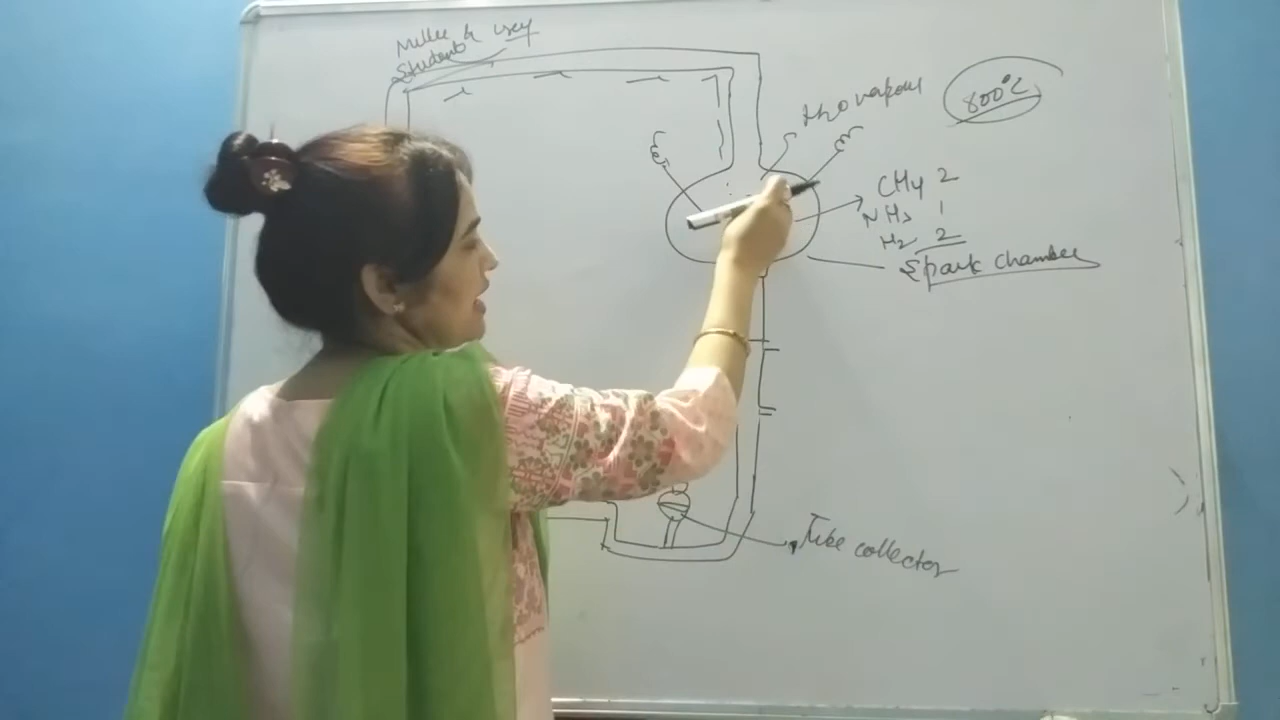 Miller & Urey
Students
H2O vapour
800°C
CH4 2
NH3 1
H2 2
Spark Chamber
Tube collector